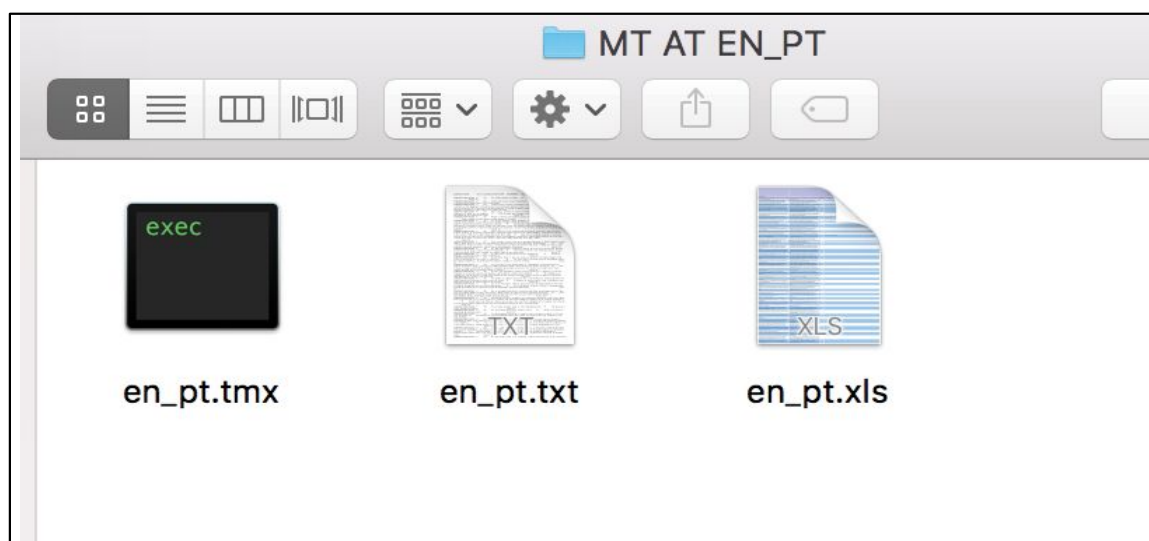 MT AT EN_PT
exec
TXT
XLS
en_pt.tmx
en_pt.txt
en_pt.xls